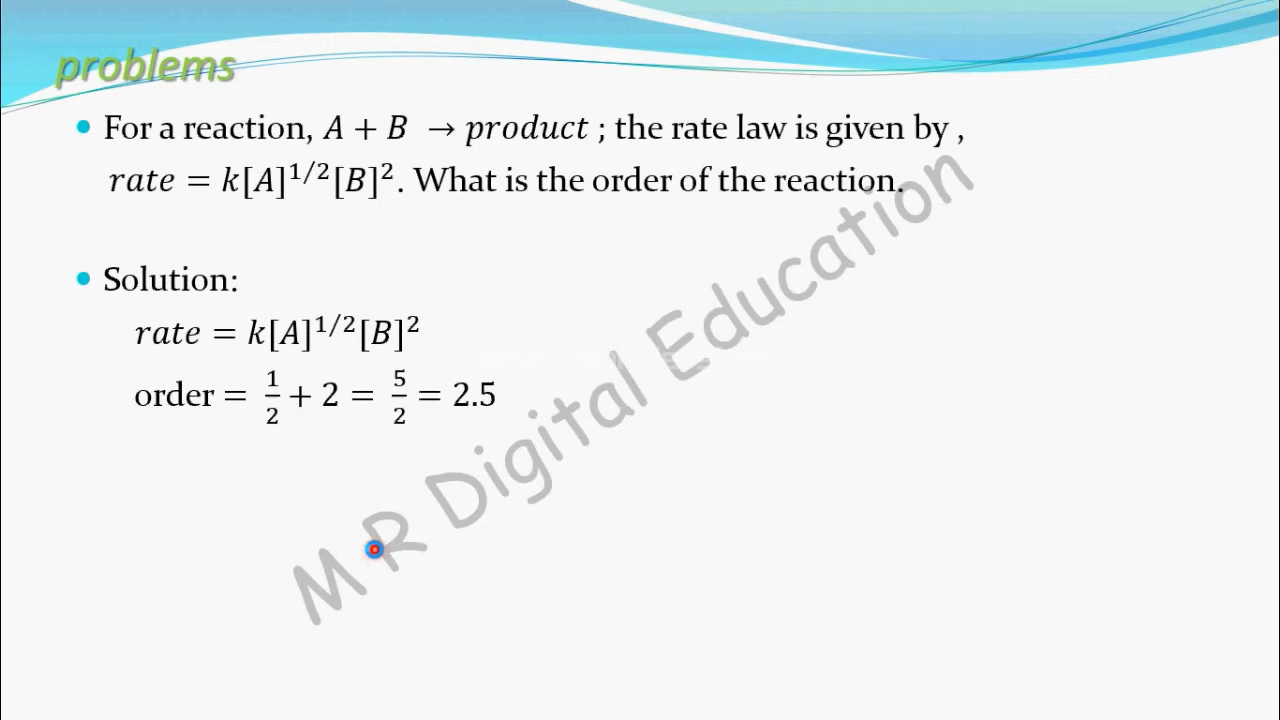 problems
For a reaction, A + B → product ; the rate law is given by ,
rate = k[A]^{1/2}[B]^2. What is the order of the reaction.
Solution:
rate = k[A]^{1/2}[B]^2
order = 1/2 + 2 = 5/2 = 2.5
M R Digital Education